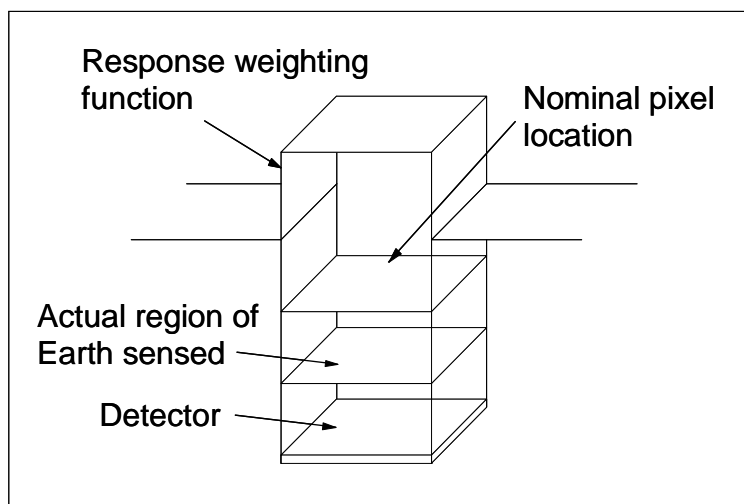 Response weighting
function
Nominal pixel
location
Actual region of
Earth sensed
Detector